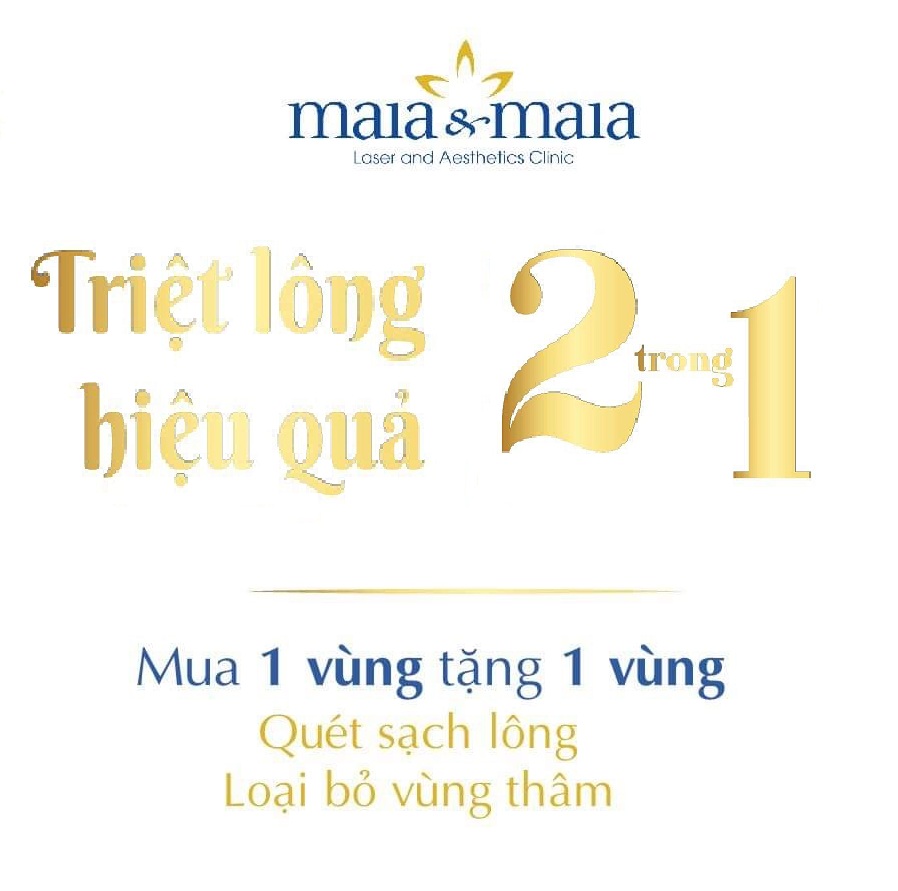 maia & maia
Laser and Aesthetics Clinic
Triệt lông
hiệu quả
2 trong 1
Mua 1 vùng tặng 1 vùng
Quét sạch lông
Loại bỏ vùng thâm